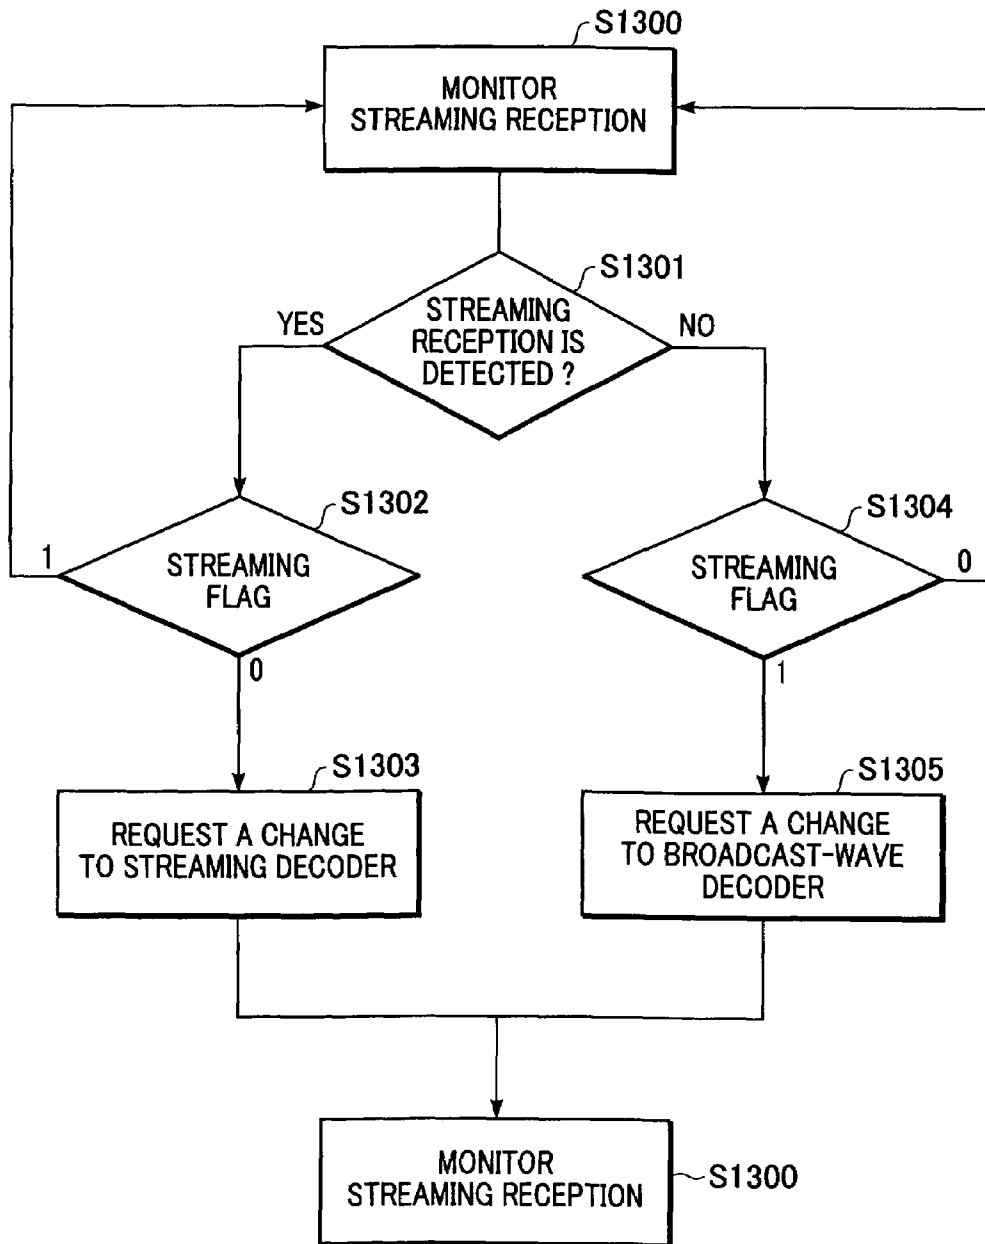 S1300
MONITOR
STREAMING RECEPTION
S1301
STREAMING
RECEPTION IS
DETECTED ?
YES
NO
S1302
STREAMING
FLAG
1
0
S1304
STREAMING
FLAG
0
1
S1303
REQUEST A CHANGE
TO STREAMING DECODER
S1305
REQUEST A CHANGE
TO BROADCAST-WAVE
DECODER
MONITOR
STREAMING RECEPTION
S1300